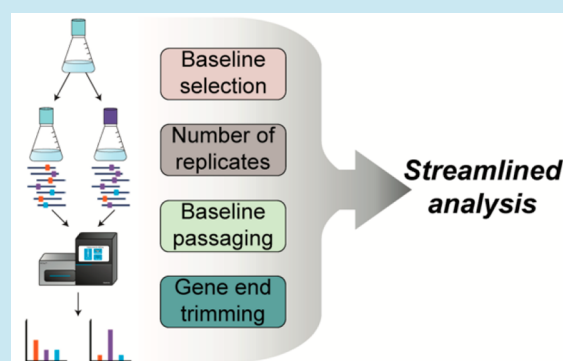 Baseline
selection
Number of
replicates
Baseline
passaging
Gene end
trimming
Streamlined
analysis